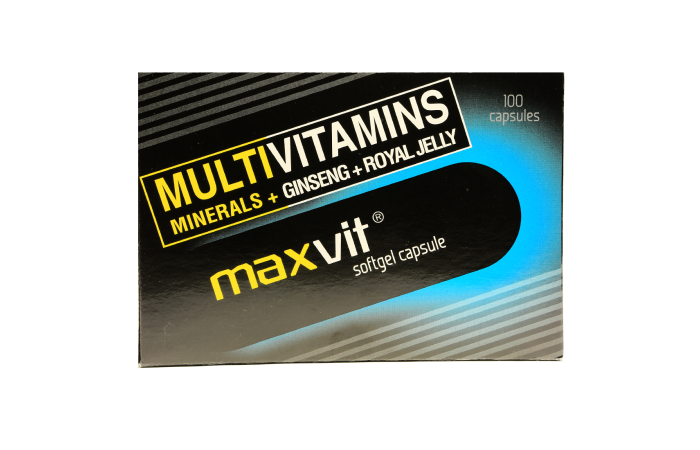 MULTIVITAMINS
MINERALS + GINSENG + ROYAL JELLY
100
capsules
maxvit®
softgel capsule